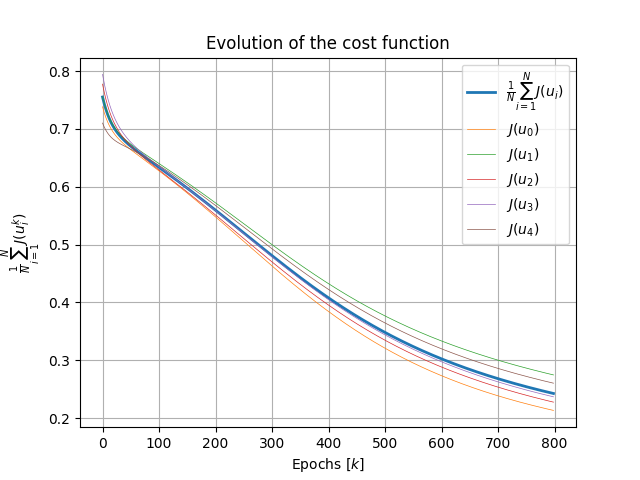 Evolution of the cost function
0.8
0.7
0.6
0.5
0.4
0.3
0.2
0
100
200
300
400
500
600
700
800
Epochs [k]
1/N ∑_{i=1}^{N} J(u_i^k)
1/N ∑_{i=1}^{N} J(u_i)
J(u_0)
J(u_1)
J(u_2)
J(u_3)
J(u_4)